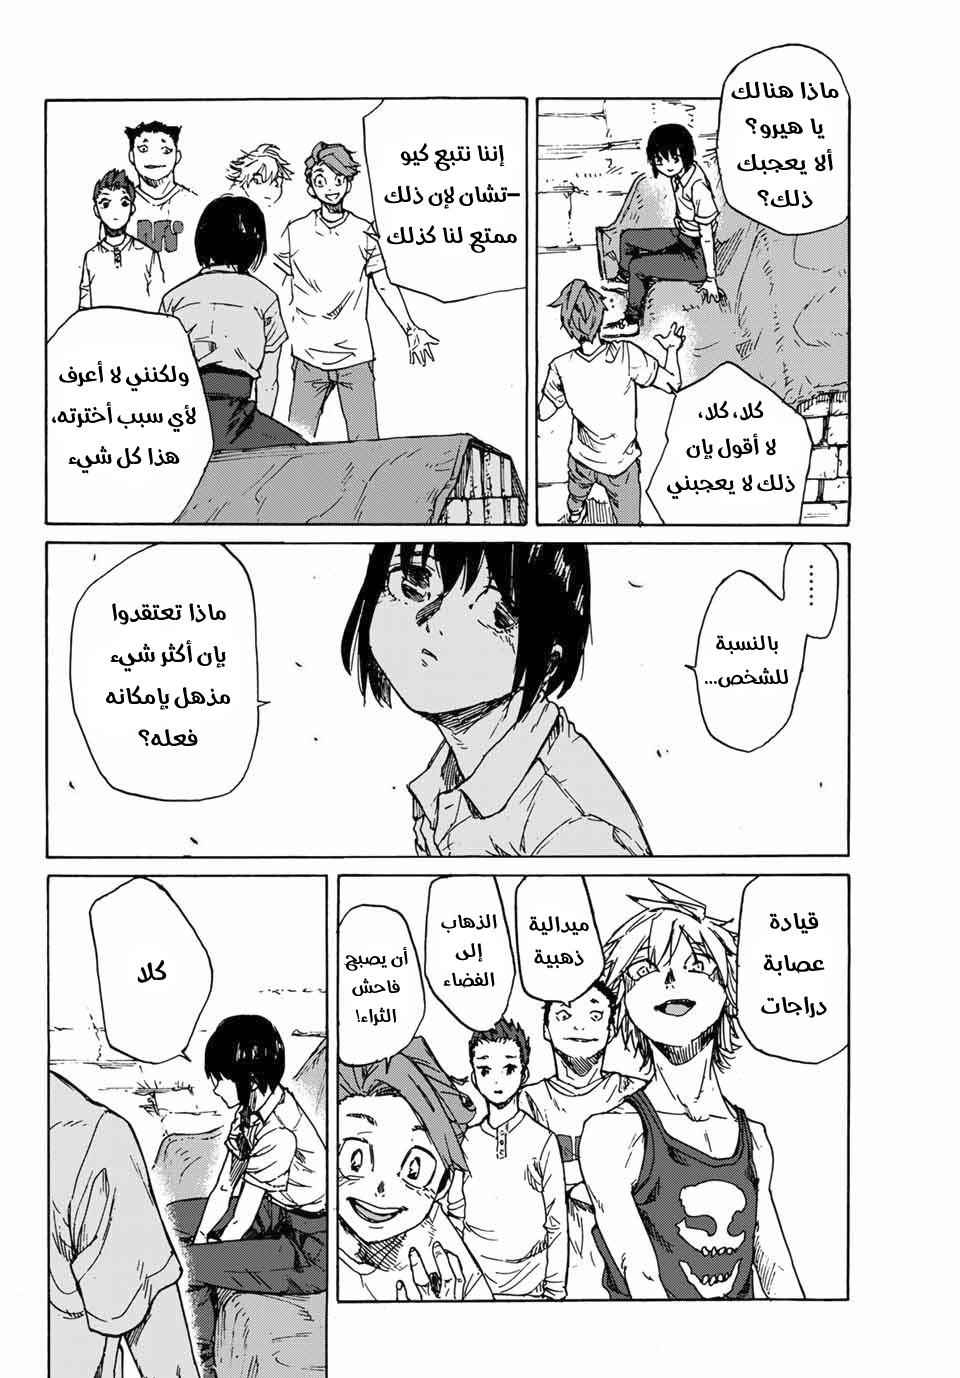 ماذا هنالك
يا هيرو؟
ألا يعجبك
ذلك؟
كلا، كلا،
لا أقول بإن
ذلك لا يعجبني
إننا نتبع كيو
–تشان لإن ذلك
ممتع لنا كذلك
ولكنني لا أعرف
لأي سبب أخترته،
هذا كل شيء
......
بالنسبة
للشخص...
ماذا تعتقدوا
بإن أكثر شيء
مذهل بإمكانه
فعله؟
قيادة
عصابة
دراجات
ميدالية
ذهبية
الذهاب
إلى
الفضاء
أن يصبح
فاحش
الثراء!
كلا